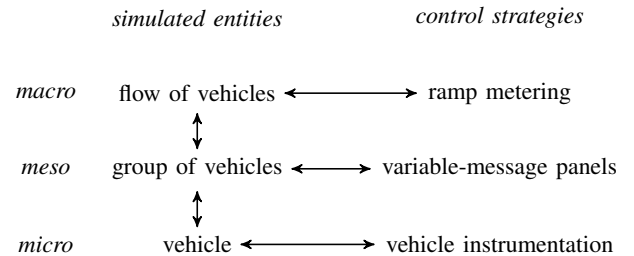 simulated entities control strategies
macro flow of vehicles ramp metering
meso group of vehicles variable-message panels
micro vehicle vehicle instrumentation